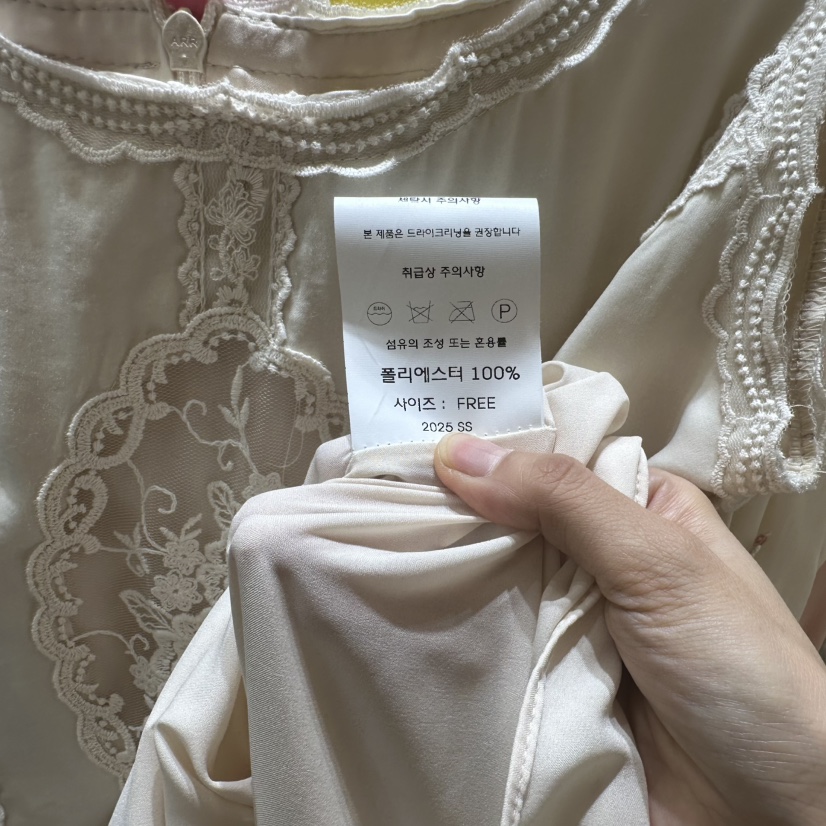 세탁시 주의사항
본 제품은 드라이크리닝을 권장합니다
취급상 주의사항
P
섬유의 조성 또는 혼용률
폴리에스터 100%
사이즈 : FREE
2025 SS